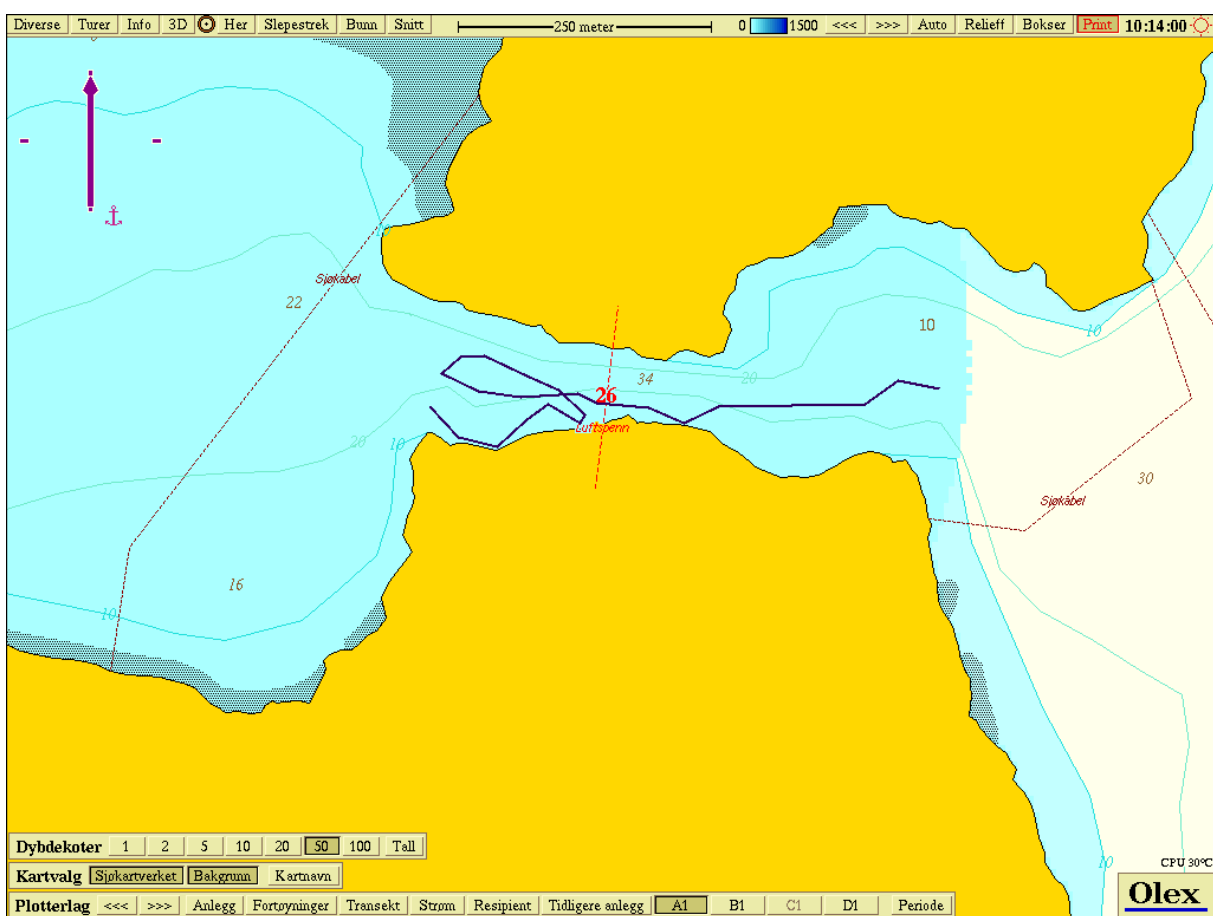 Diverse Turer Info 3D Her Slepestrek Bunn Snitt 250 meter 0 1500 <<< >>> Auto Relieff Bokser Print 10:14:00
10
Sjøkabel
22
10
10
34
20
26
Luftspenn
20
10
Sjøkabel
30
16
10
10
Dybdekoter 1 2 5 10 20 50 100 Tall
CPU 30°C
Kartvalg Sjøkartverket Bakgrunn Kartnavn
Olex
Plotterlag <<< >>> Anlegg Fortøyninger Transekt Strøm Resipient Tidligere anlegg A1 B1 C1 D1 Periode